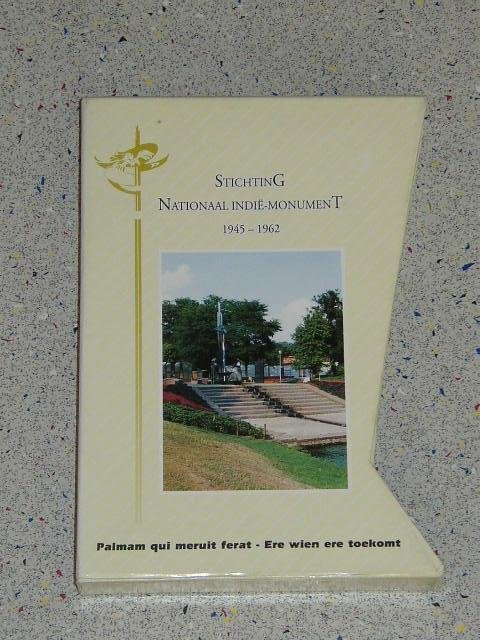 StichtinG
Nationaal Indië-MonumenT
1945 – 1962
Palmam qui meruit ferat - Ere wien ere toekomt